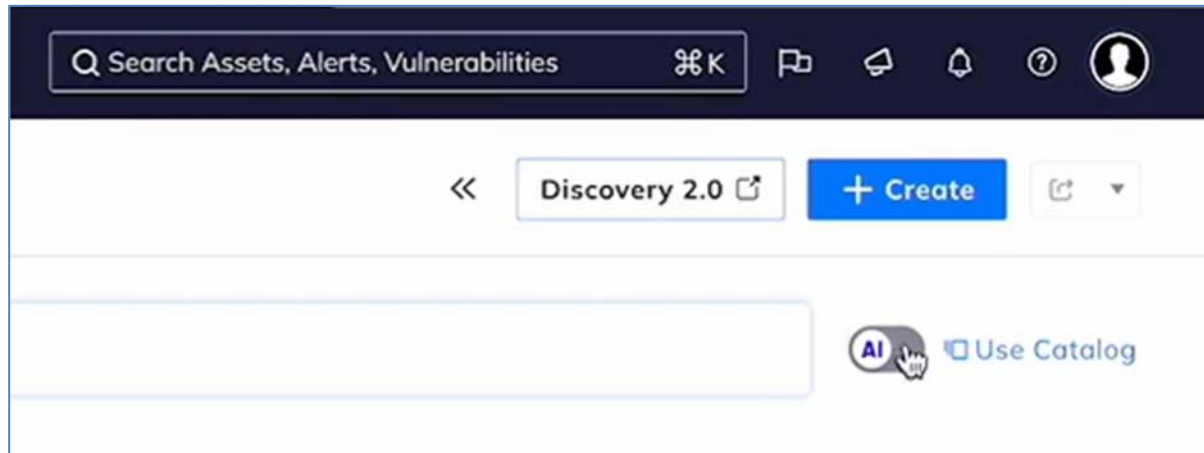 Search Assets, Alerts, Vulnerabilities ⌘K
Discovery 2.0
+ Create
AI
Use Catalog